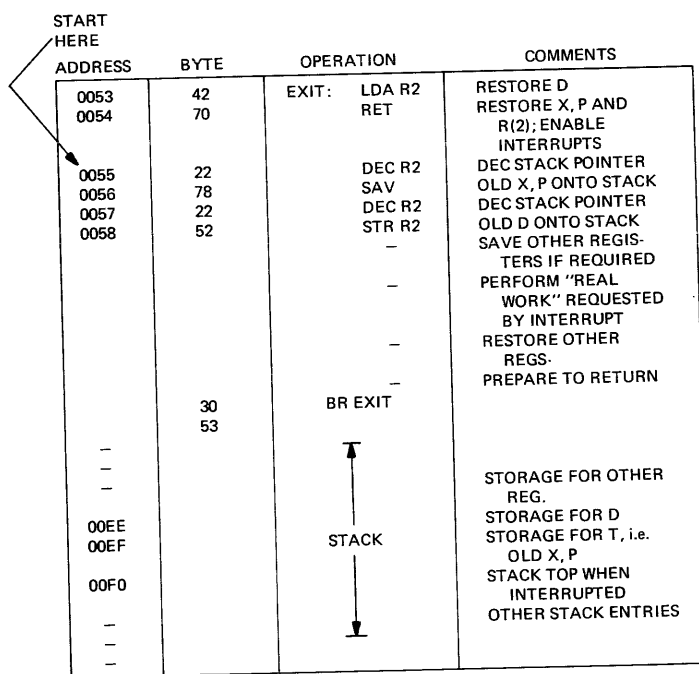 START
HERE
ADDRESS BYTE OPERATION COMMENTS
0053 42 EXIT: LDA R2 RESTORE D
0054 70 RET RESTORE X, P AND
R(2); ENABLE
INTERRUPTS
0055 22 DEC R2 DEC STACK POINTER
0056 78 SAV OLD X, P ONTO STACK
0057 22 DEC R2 DEC STACK POINTER
0058 52 STR R2 OLD D ONTO STACK
– SAVE OTHER REGIS-
TERS IF REQUIRED
– PERFORM "REAL
WORK" REQUESTED
BY INTERRUPT
– RESTORE OTHER
REGS.
– PREPARE TO RETURN
30 BR EXIT
53
–
–
– STORAGE FOR OTHER
REG.
00EE STORAGE FOR D
00EF STACK STORAGE FOR T, i.e.
OLD X, P
00F0 STACK TOP WHEN
INTERRUPTED
OTHER STACK ENTRIES
–
–
–